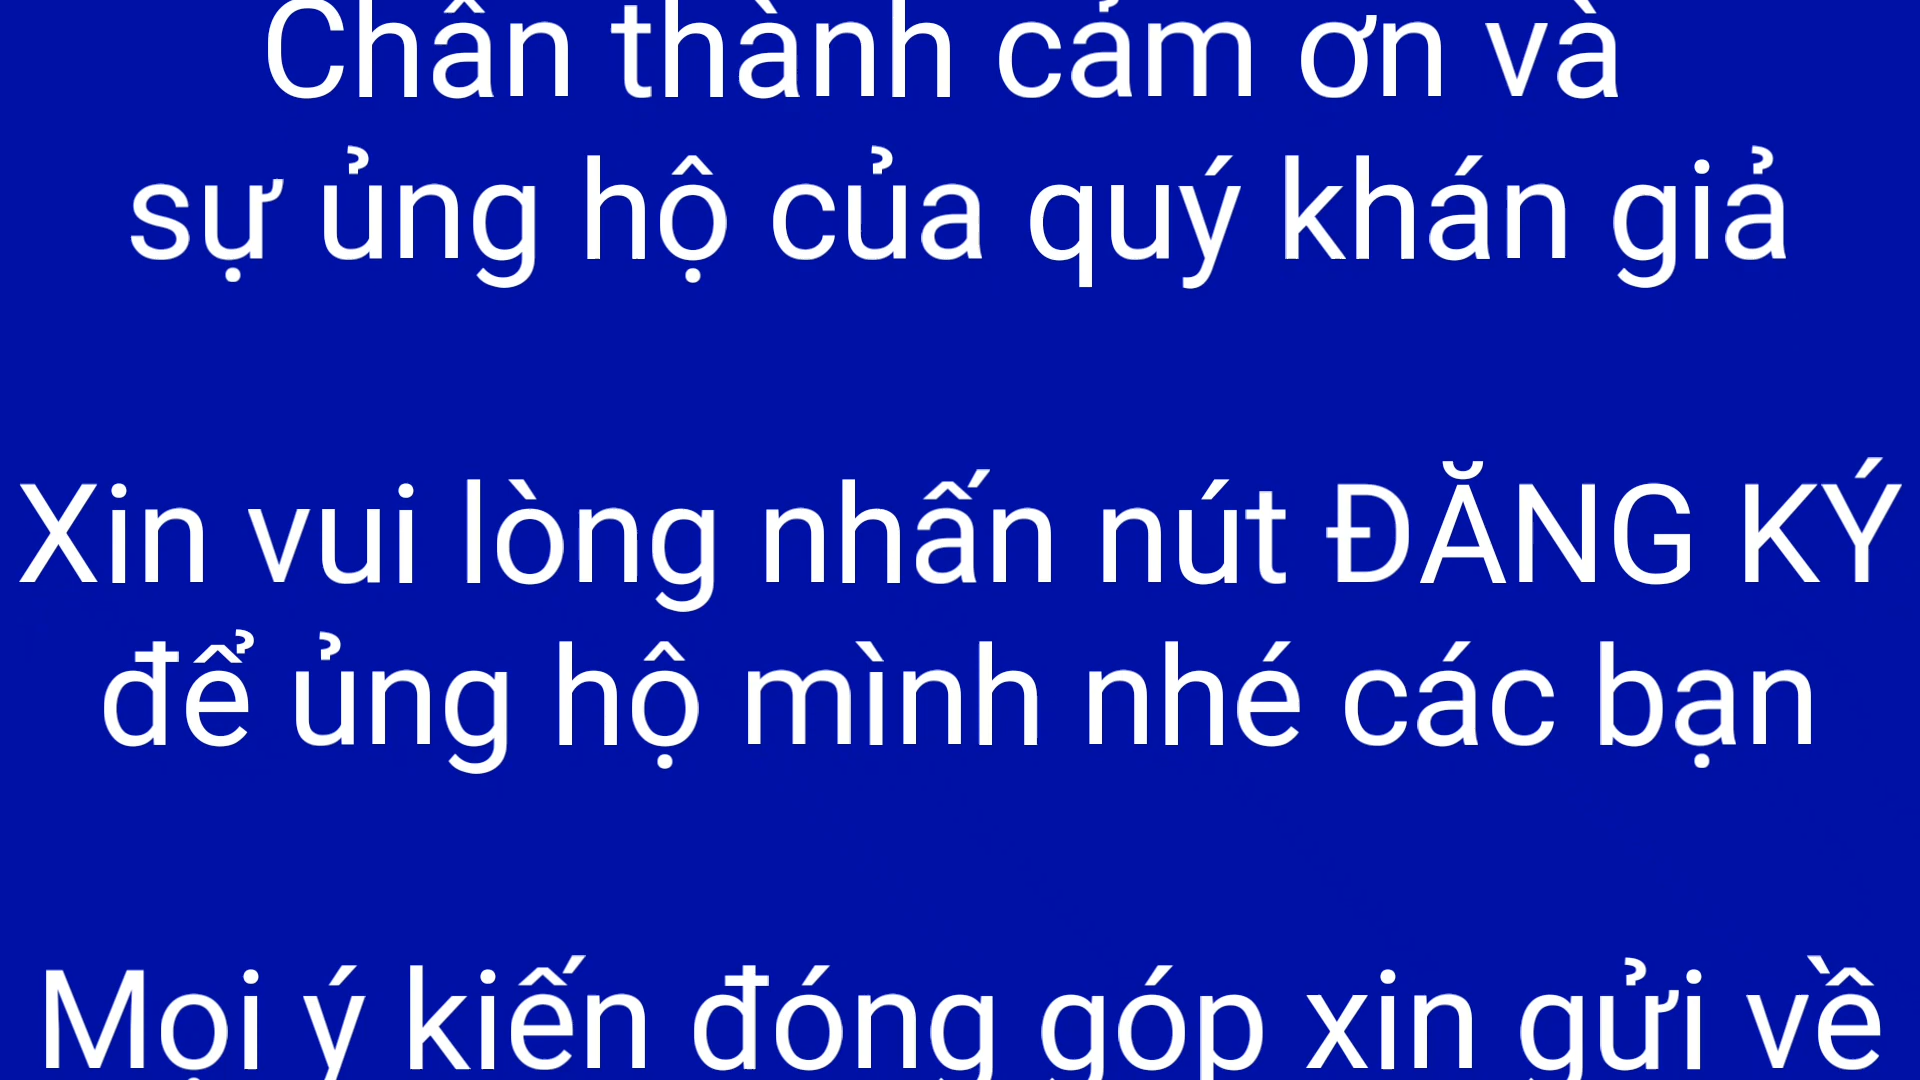 Chân thành cảm ơn và
sự ủng hộ của quý khán giả
Xin vui lòng nhấn nút ĐĂNG KÝ
để ủng hộ mình nhé các bạn
Mọi ý kiến đóng góp xin gửi về